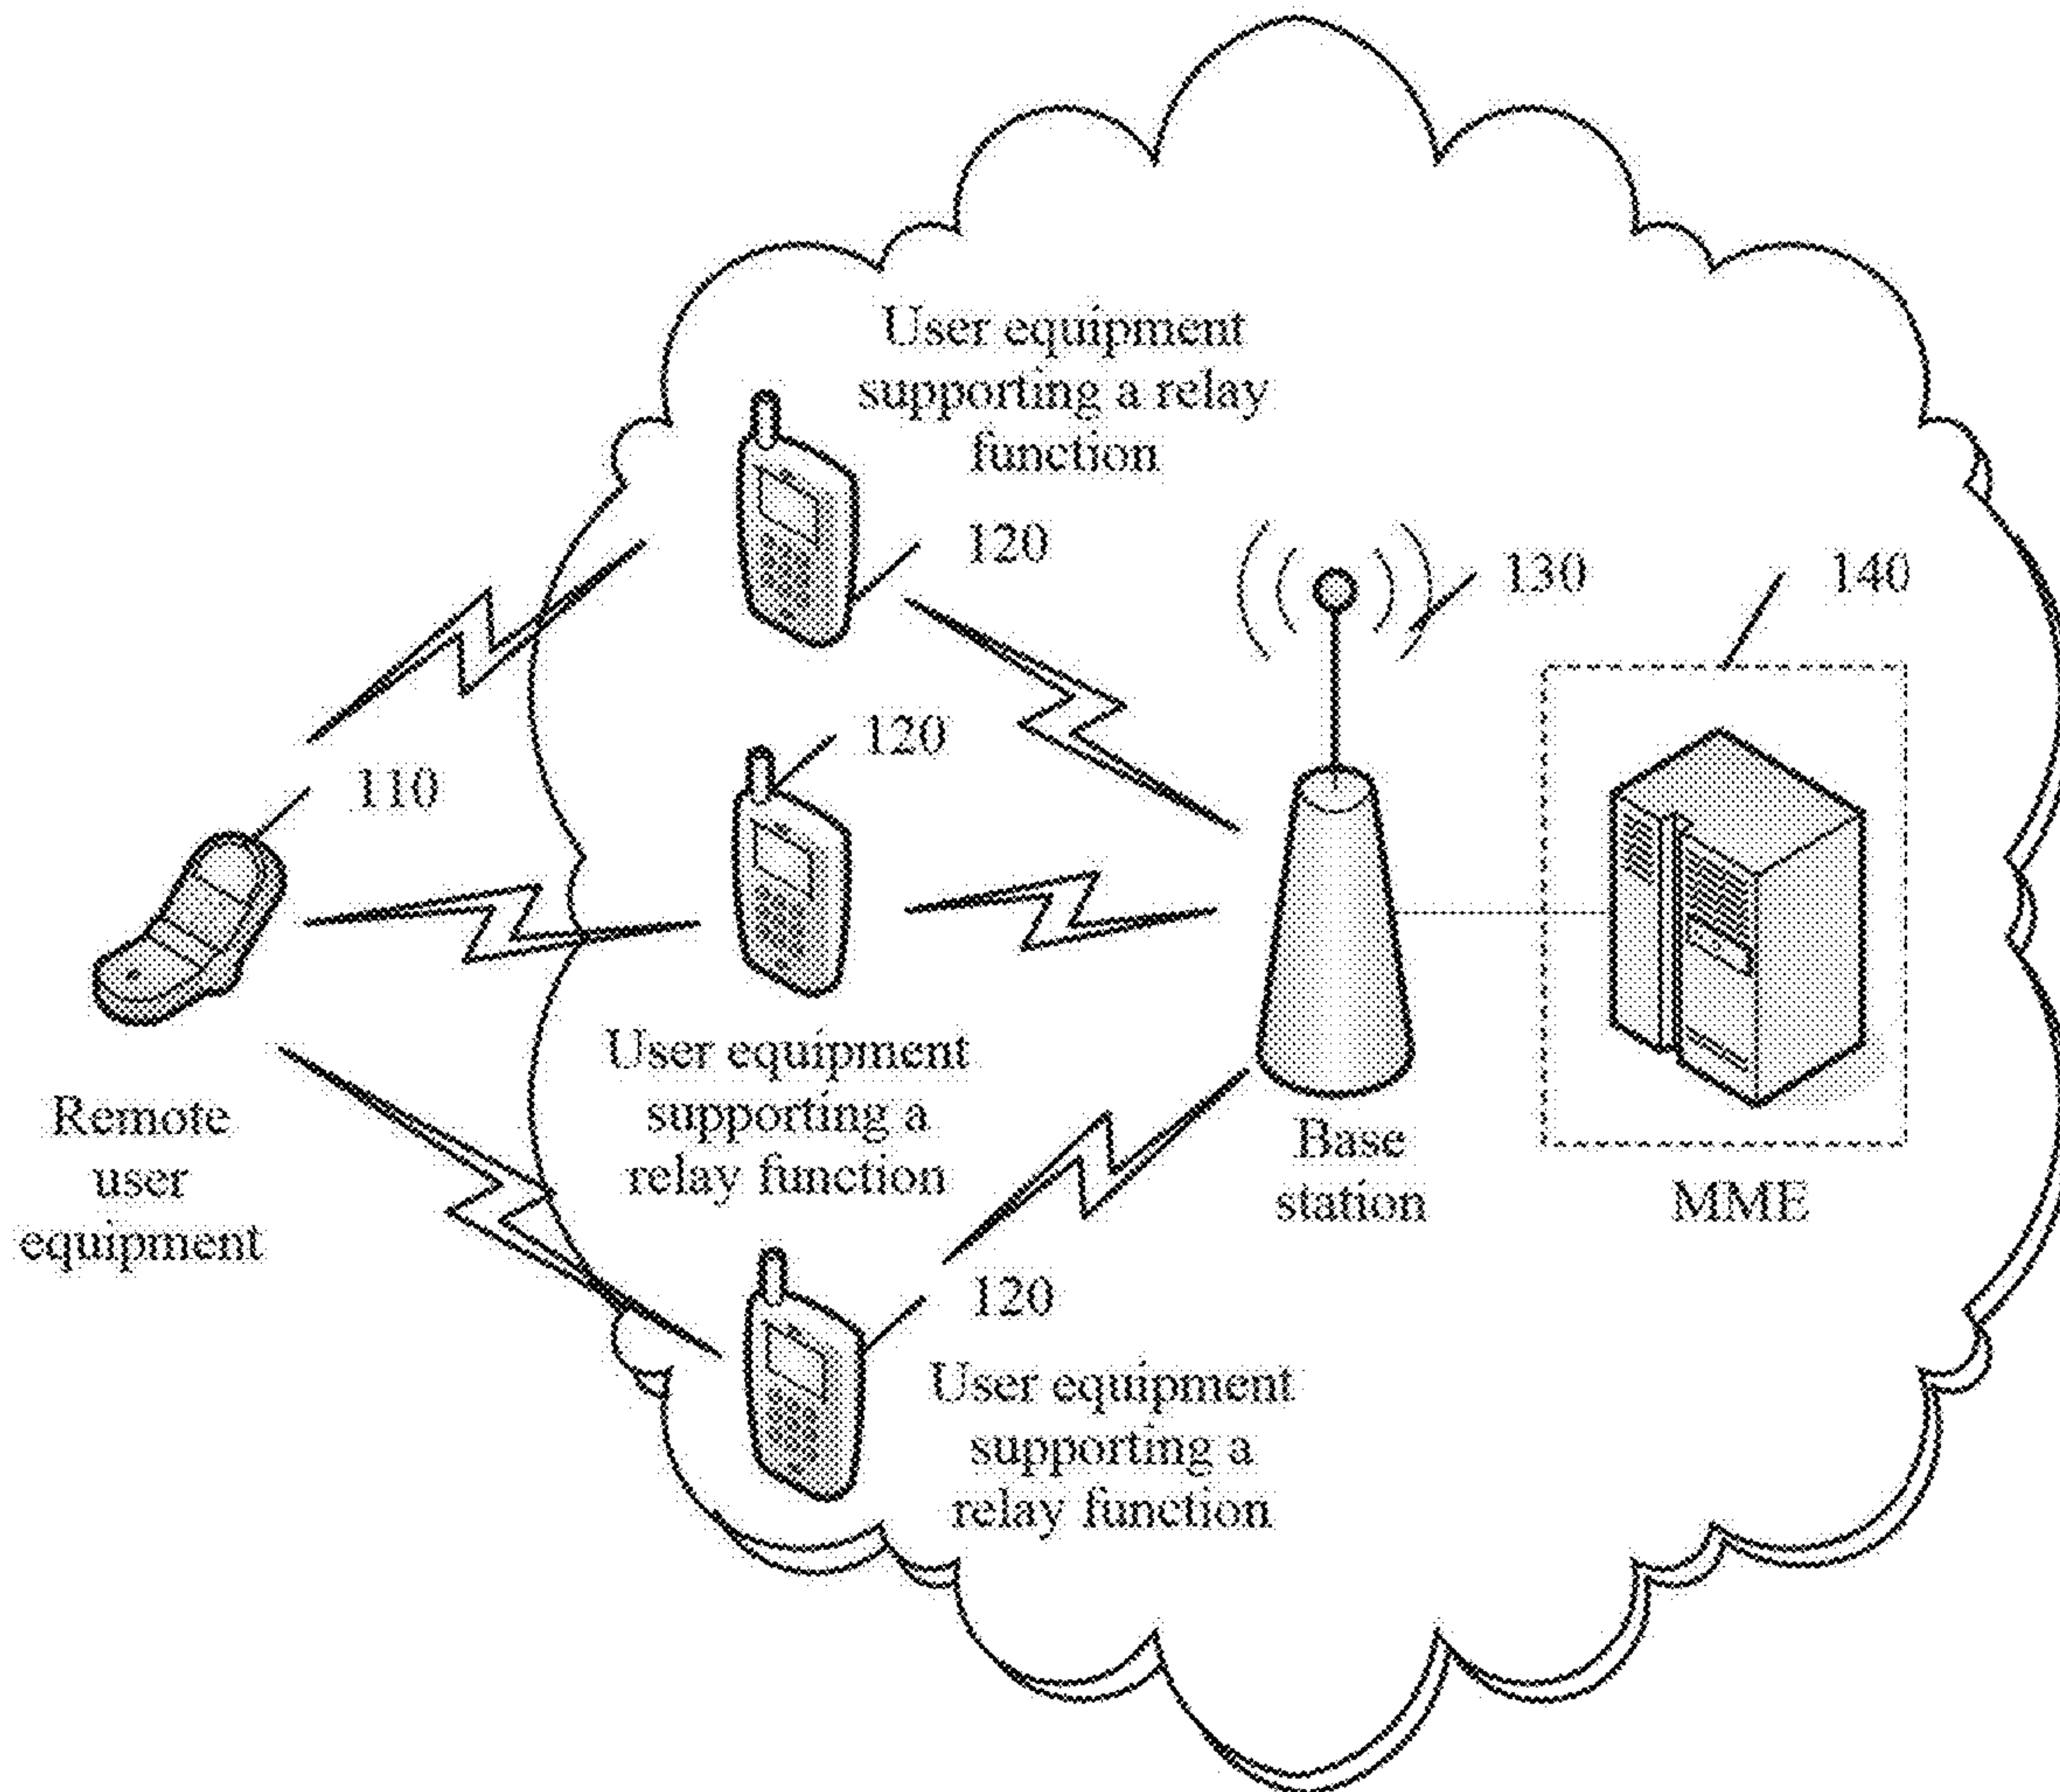 User equipment
supporting a relay
function
120
130
140
120
110
User equipment
supporting a
relay function
Remote
user
equipment
Base
station
MME
120
User equipment
supporting a
relay function